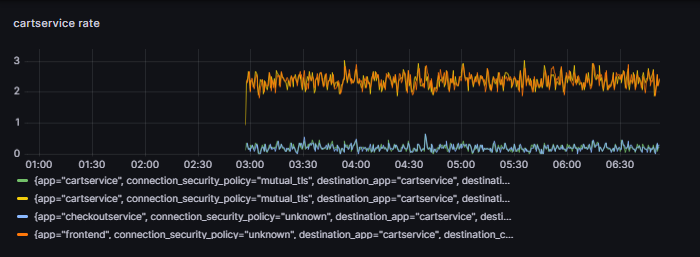 cartservice rate
3
2
1
0
01:00 01:30 02:00 02:30 03:00 03:30 04:00 04:30 05:00 05:30 06:00 06:30
{app="cartservice", connection_security_policy="mutual_tls", destination_app="cartservice", destinati...
{app="cartservice", connection_security_policy="mutual_tls", destination_app="cartservice", destinati...
{app="checkoutservice", connection_security_policy="unknown", destination_app="cartservice", desti...
{app="frontend", connection_security_policy="unknown", destination_app="cartservice", destination_c...